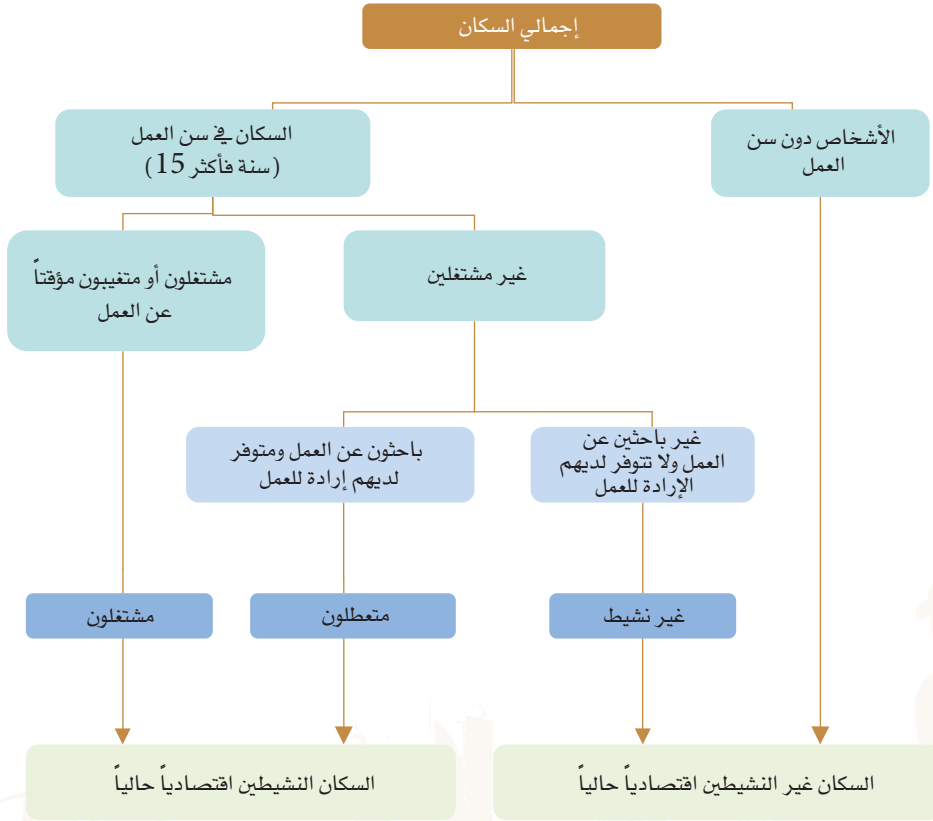 إجمالي السكان
الأشخاص دون سن
العمل
السكان في سن العمل
(سنة فأكثر 15)
غير مشتغلين
مشتغلون أو متغيبون مؤقتاً
عن العمل
غير باحثين عن
العمل ولا تتوفر لديهم
الإرادة للعمل
باحثون عن العمل ومتوفر
لديهم إرادة للعمل
غير نشيط
متعطلون
مشتغلون
السكان غير النشيطين اقتصادياً حالياً
السكان النشيطين اقتصادياً حالياً